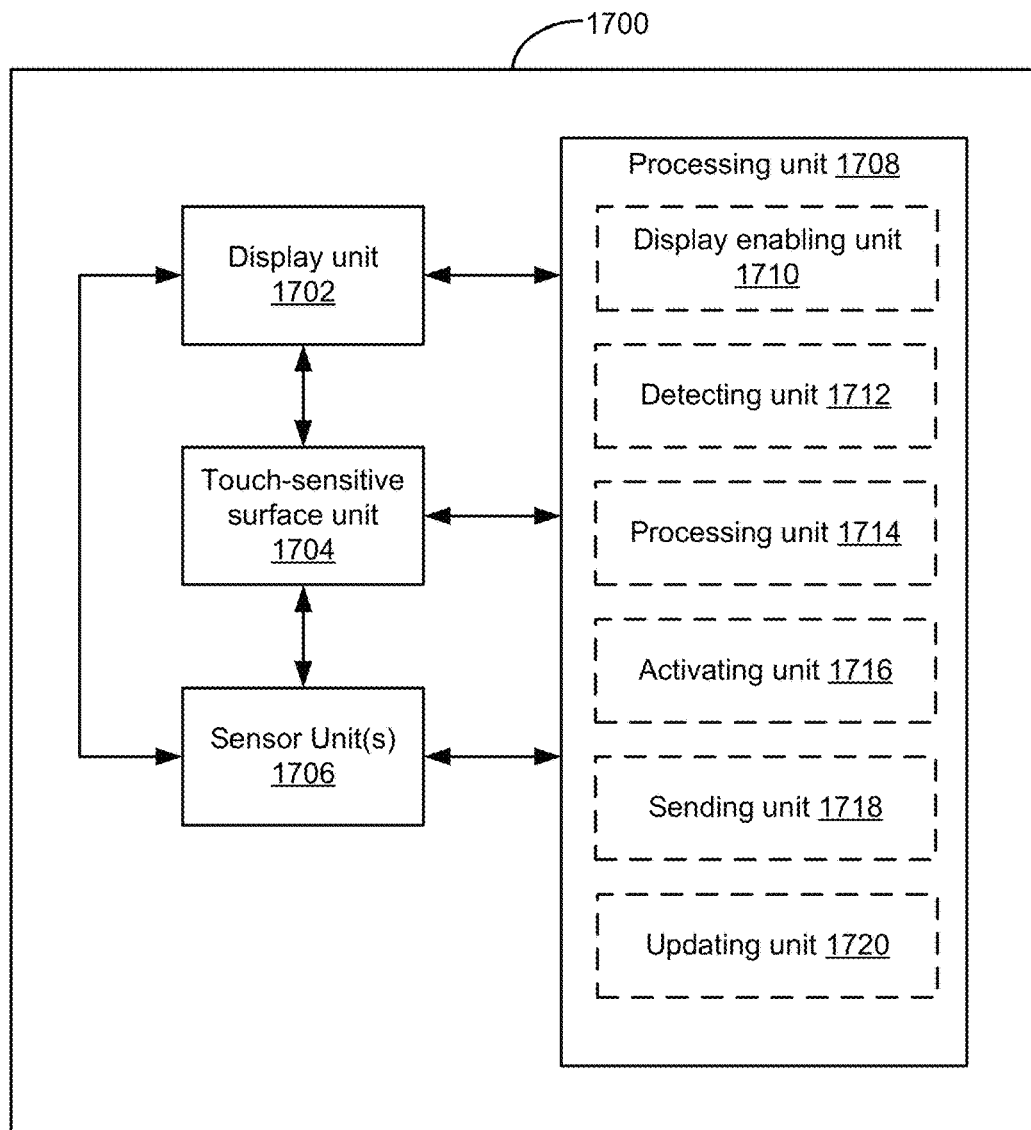 1700
Processing unit 1708
Display unit
1702
Display enabling unit
1710
Detecting unit 1712
Touch-sensitive
surface unit
1704
Processing unit 1714
Activating unit 1716
Sensor Unit(s)
1706
Sending unit 1718
Updating unit 1720